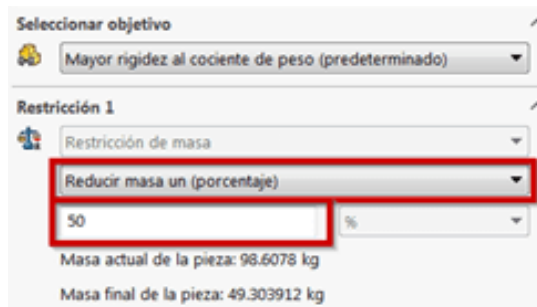 Seleccionar objetivo
Mayor rigidez al cociente de peso (predeterminado)
Restricción 1
Restricción de masa
Reducir masa un (porcentaje)
50 %
Masa actual de la pieza: 98.6078 kg
Masa final de la pieza: 49.303912 kg